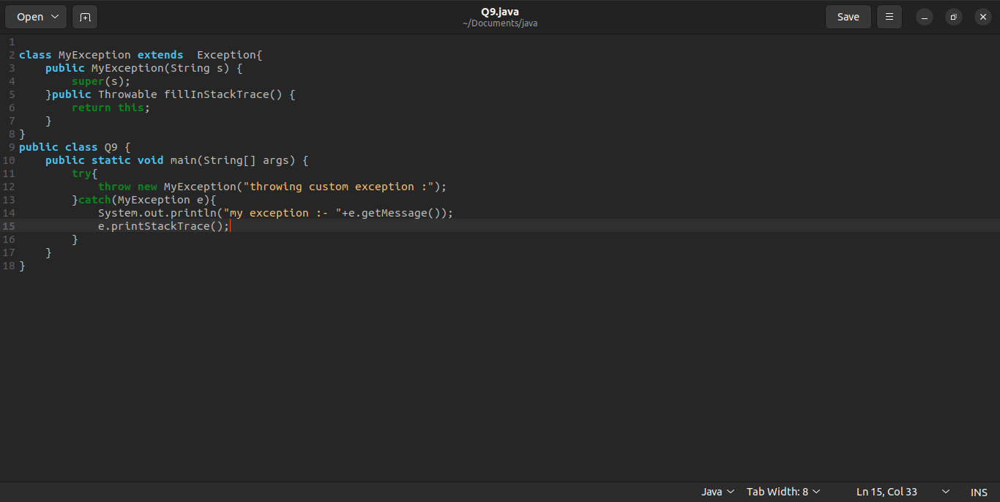 Open
Q9.java
~/Documents/java
Save
1
2 class MyException extends  Exception{
3     public MyException(String s) {
4         super(s);
5     }public Throwable fillInStackTrace() {
6         return this;
7     }
8 }
9 public class Q9 {
10     public static void main(String[] args) {
11         try{
12             throw new MyException("throwing custom exception :");
13         }catch(MyException e){
14             System.out.println("my exception :- "+e.getMessage());
15             e.printStackTrace();
16         }
17     }
18 }
Java Tab Width: 8 Ln 15, Col 33 INS